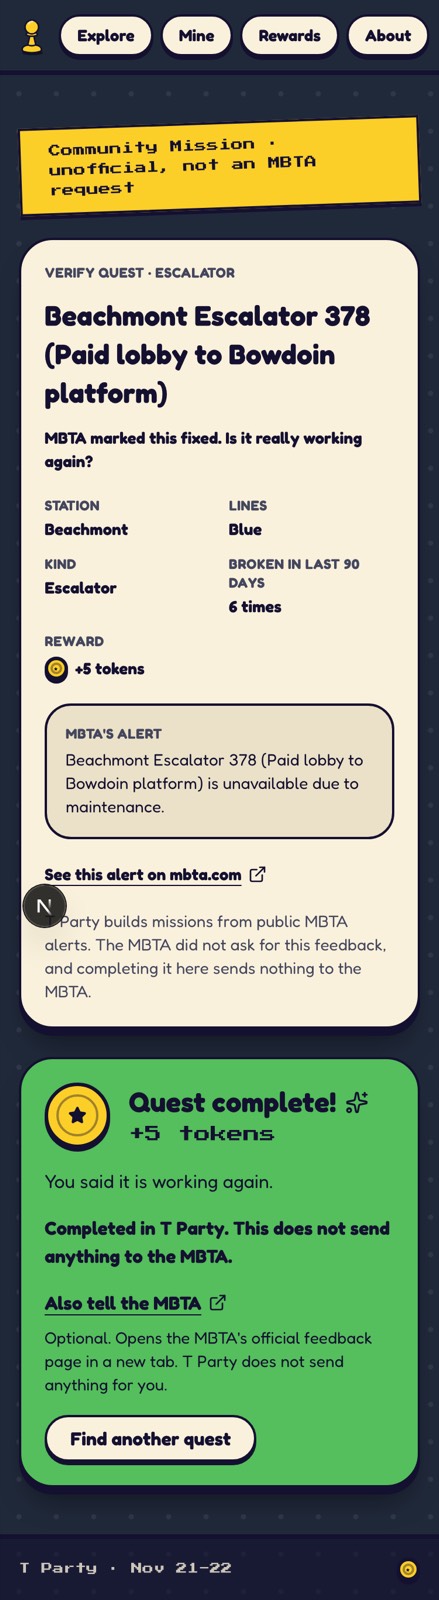 Explore Mine Rewards About
Community Mission ·
unofficial, not an MBTA
request
VERIFY QUEST · ESCALATOR
Beachmont Escalator 378
(Paid lobby to Bowdoin
platform)
MBTA marked this fixed. Is it really working
again?
STATION
Beachmont
LINES
Blue
KIND
Escalator
BROKEN IN LAST 90
DAYS
6 times
REWARD
+5 tokens
MBTA'S ALERT
Beachmont Escalator 378 (Paid lobby to
Bowdoin platform) is unavailable due to
maintenance.
See this alert on mbta.com
N
T Party builds missions from public MBTA
alerts. The MBTA did not ask for this feedback,
and completing it here sends nothing to the
MBTA.
Quest complete!
+5 tokens
You said it is working again.
Completed in T Party. This does not send
anything to the MBTA.
Also tell the MBTA
Optional. Opens the MBTA's official feedback
page in a new tab. T Party does not send
anything for you.
Find another quest
T Party · Nov 21-22